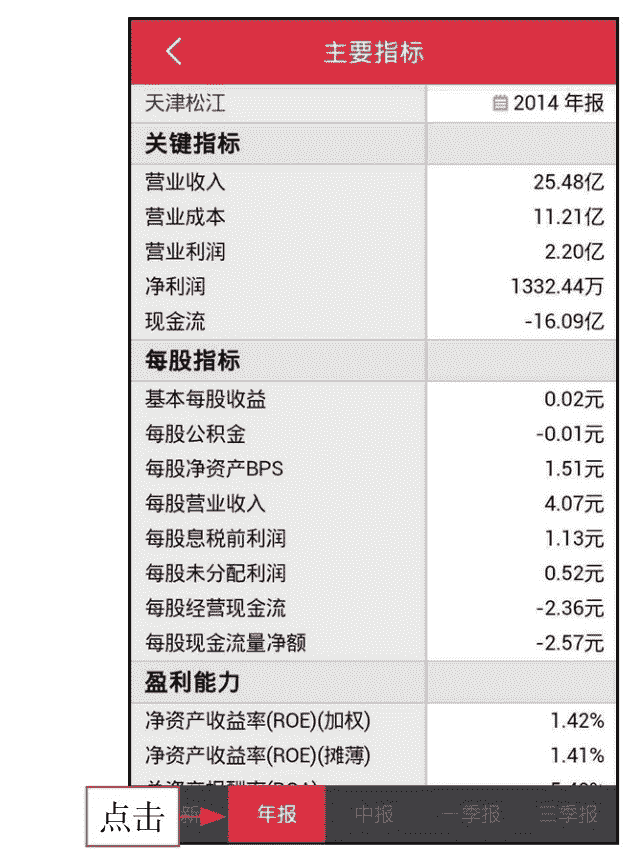 主要指标
天津松江 2014 年报
关键指标
营业收入 25.48亿
营业成本 11.21亿
营业利润 2.20亿
净利润 1332.44万
现金流 -16.09亿
每股指标
基本每股收益 0.02元
每股公积金 -0.01元
每股净资产BPS 1.51元
每股营业收入 4.07元
每股息税前利润 1.13元
每股未分配利润 0.52元
每股经营现金流 -2.36元
每股现金流量净额 -2.57元
盈利能力
净资产收益率(ROE)(加权) 1.42%
净资产收益率(ROE)(摊薄) 1.41%
点击 新 年报 中报 一季报 三季报